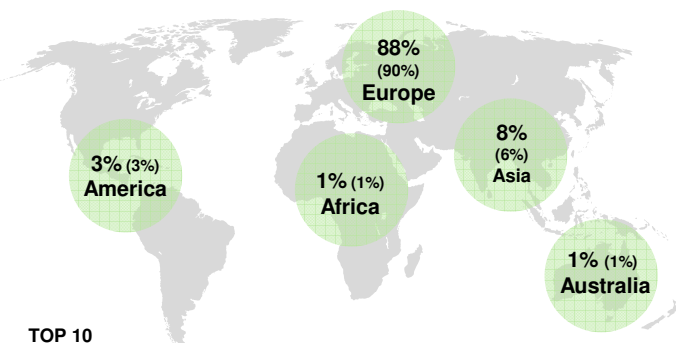 88%
(90%)
Europe
8%
(6%)
Asia
3% (3%)
America
1% (1%)
Africa
1% (1%)
Australia
TOP 10